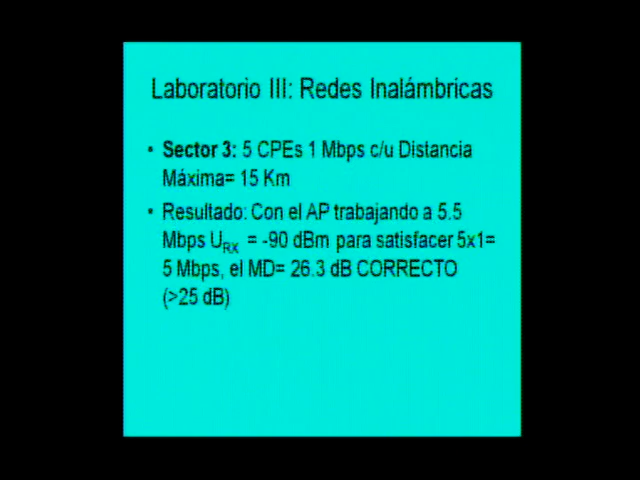 Laboratorio III: Redes Inalámbricas
• Sector 3: 5 CPEs 1 Mbps c/u Distancia
Máxima= 15 Km
• Resultado: Con el AP trabajando a 5.5
Mbps URX = -90 dBm para satisfacer 5x1=
5 Mbps, el MD= 26.3 dB CORRECTO
(>25 dB)